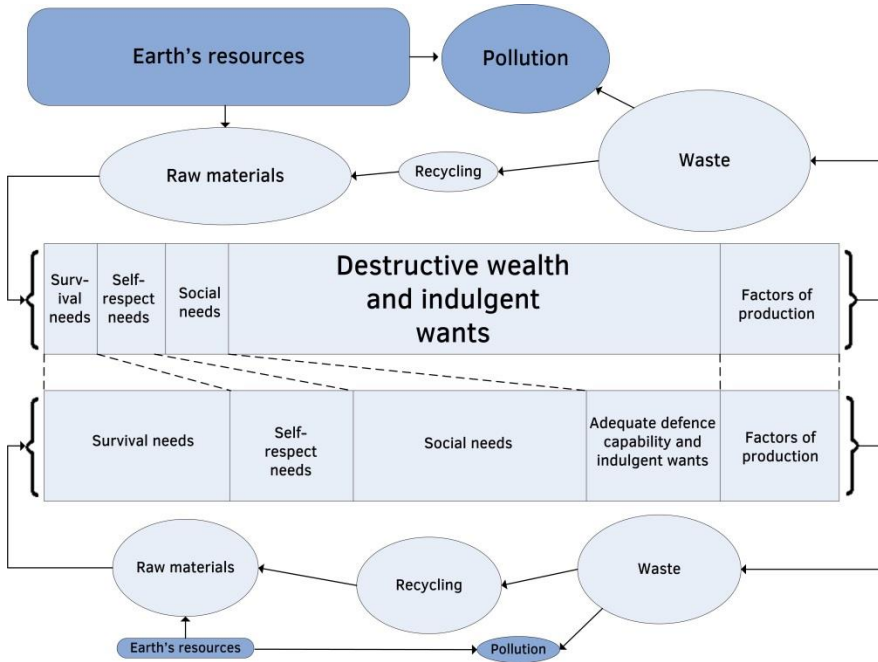 Earth's resources
Pollution
Raw materials
Recycling
Waste
Surv-
ival
needs
Self-
respect
needs
Social
needs
Destructive wealth
and indulgent
wants
Factors of
production
Survival needs
Self-
respect
needs
Social needs
Adequate defence
capability and
indulgent wants
Factors of
production
Raw materials
Recycling
Waste
Earth's resources
Pollution